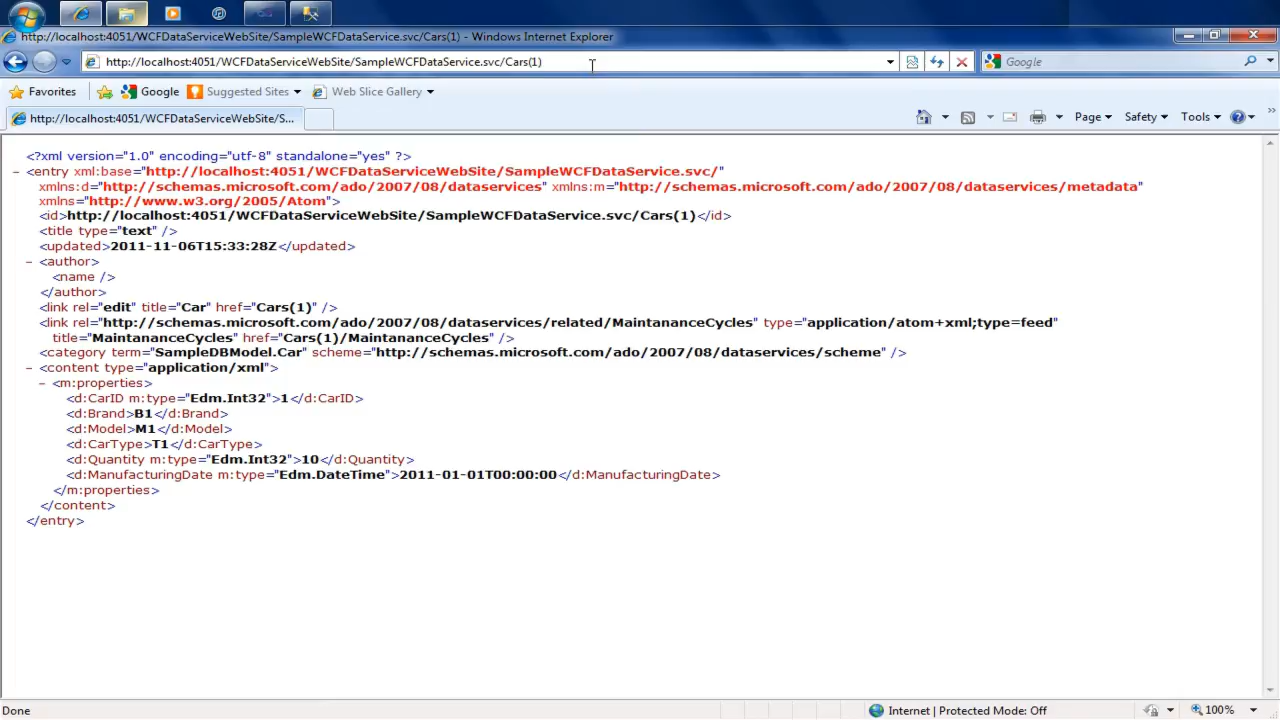 http://localhost:4051/WCFDataServiceWebSite/SampleWCFDataService.svc/Cars(1) - Windows Internet Explorer
http://localhost:4051/WCFDataServiceWebSite/SampleWCFDataService.svc/Cars(1)
Google
Favorites
Google
Suggested Sites
Web Slice Gallery
http://localhost:4051/WCFDataServiceWebSite/S...
Page
Safety
Tools
<?xml version="1.0" encoding="utf-8" standalone="yes" ?>
- <entry xml:base="http://localhost:4051/WCFDataServiceWebSite/SampleWCFDataService.svc/"
xmlns:d="http://schemas.microsoft.com/ado/2007/08/dataservices" xmlns:m="http://schemas.microsoft.com/ado/2007/08/dataservices/metadata"
xmlns="http://www.w3.org/2005/Atom">
<id>http://localhost:4051/WCFDataServiceWebSite/SampleWCFDataService.svc/Cars(1)</id>
<title type="text" />
<updated>2011-11-06T15:33:28Z</updated>
- <author>
<name />
</author>
<link rel="edit" title="Car" href="Cars(1)" />
<link rel="http://schemas.microsoft.com/ado/2007/08/dataservices/related/MaintananceCycles" type="application/atom+xml;type=feed"
title="MaintananceCycles" href="Cars(1)/MaintananceCycles" />
<category term="SampleDBModel.Car" scheme="http://schemas.microsoft.com/ado/2007/08/dataservices/scheme" />
- <content type="application/xml">
- <m:properties>
<d:CarID m:type="Edm.Int32">1</d:CarID>
<d:Brand>B1</d:Brand>
<d:Model>M1</d:Model>
<d:CarType>T1</d:CarType>
<d:Quantity m:type="Edm.Int32">10</d:Quantity>
<d:ManufacturingDate m:type="Edm.DateTime">2011-01-01T00:00:00</d:ManufacturingDate>
</m:properties>
</content>
</entry>
Done
Internet | Protected Mode: Off
100%